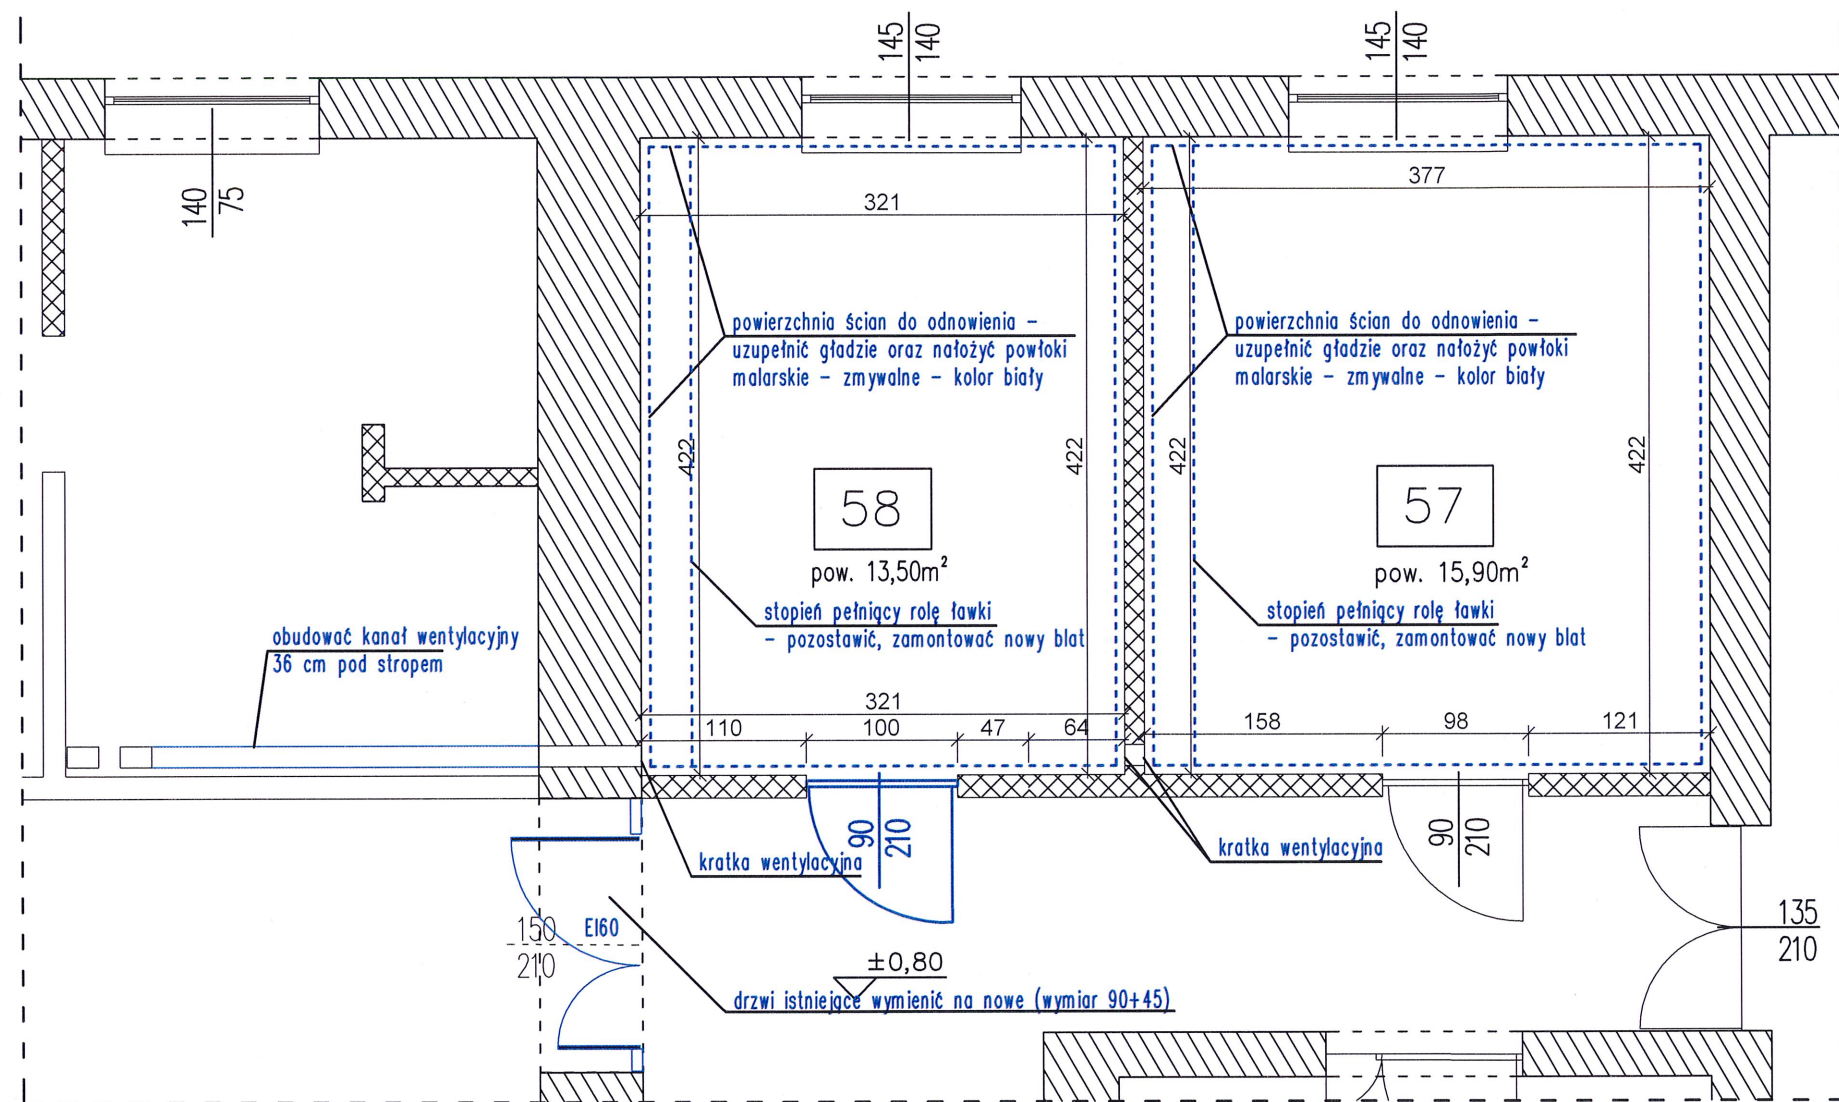 145
140
145
140
140
75
321
377
powierzchnia ścian do odnowienia –
uzupełnić gładzie oraz nałożyć powłoki
malarskie – zmywalne – kolor biały
powierzchnia ścian do odnowienia –
uzupełnić gładzie oraz nałożyć powłoki
malarskie – zmywalne – kolor biały
422
422
422
422
58
pow. 13,50m²
57
pow. 15,90m²
stopień pełniący rolę ławki
– pozostawić, zamontować nowy blat
stopień pełniący rolę ławki
– pozostawić, zamontować nowy blat
obudować kanał wentylacyjny
36 cm pod stropem
321
110 100 47 64
158 98 121
90
210
90
210
kratka wentylacyjna
kratka wentylacyjna
150
210
EI60
135
210
±0,80
drzwi istniejące wymienić na nowe (wymiar 90+45)